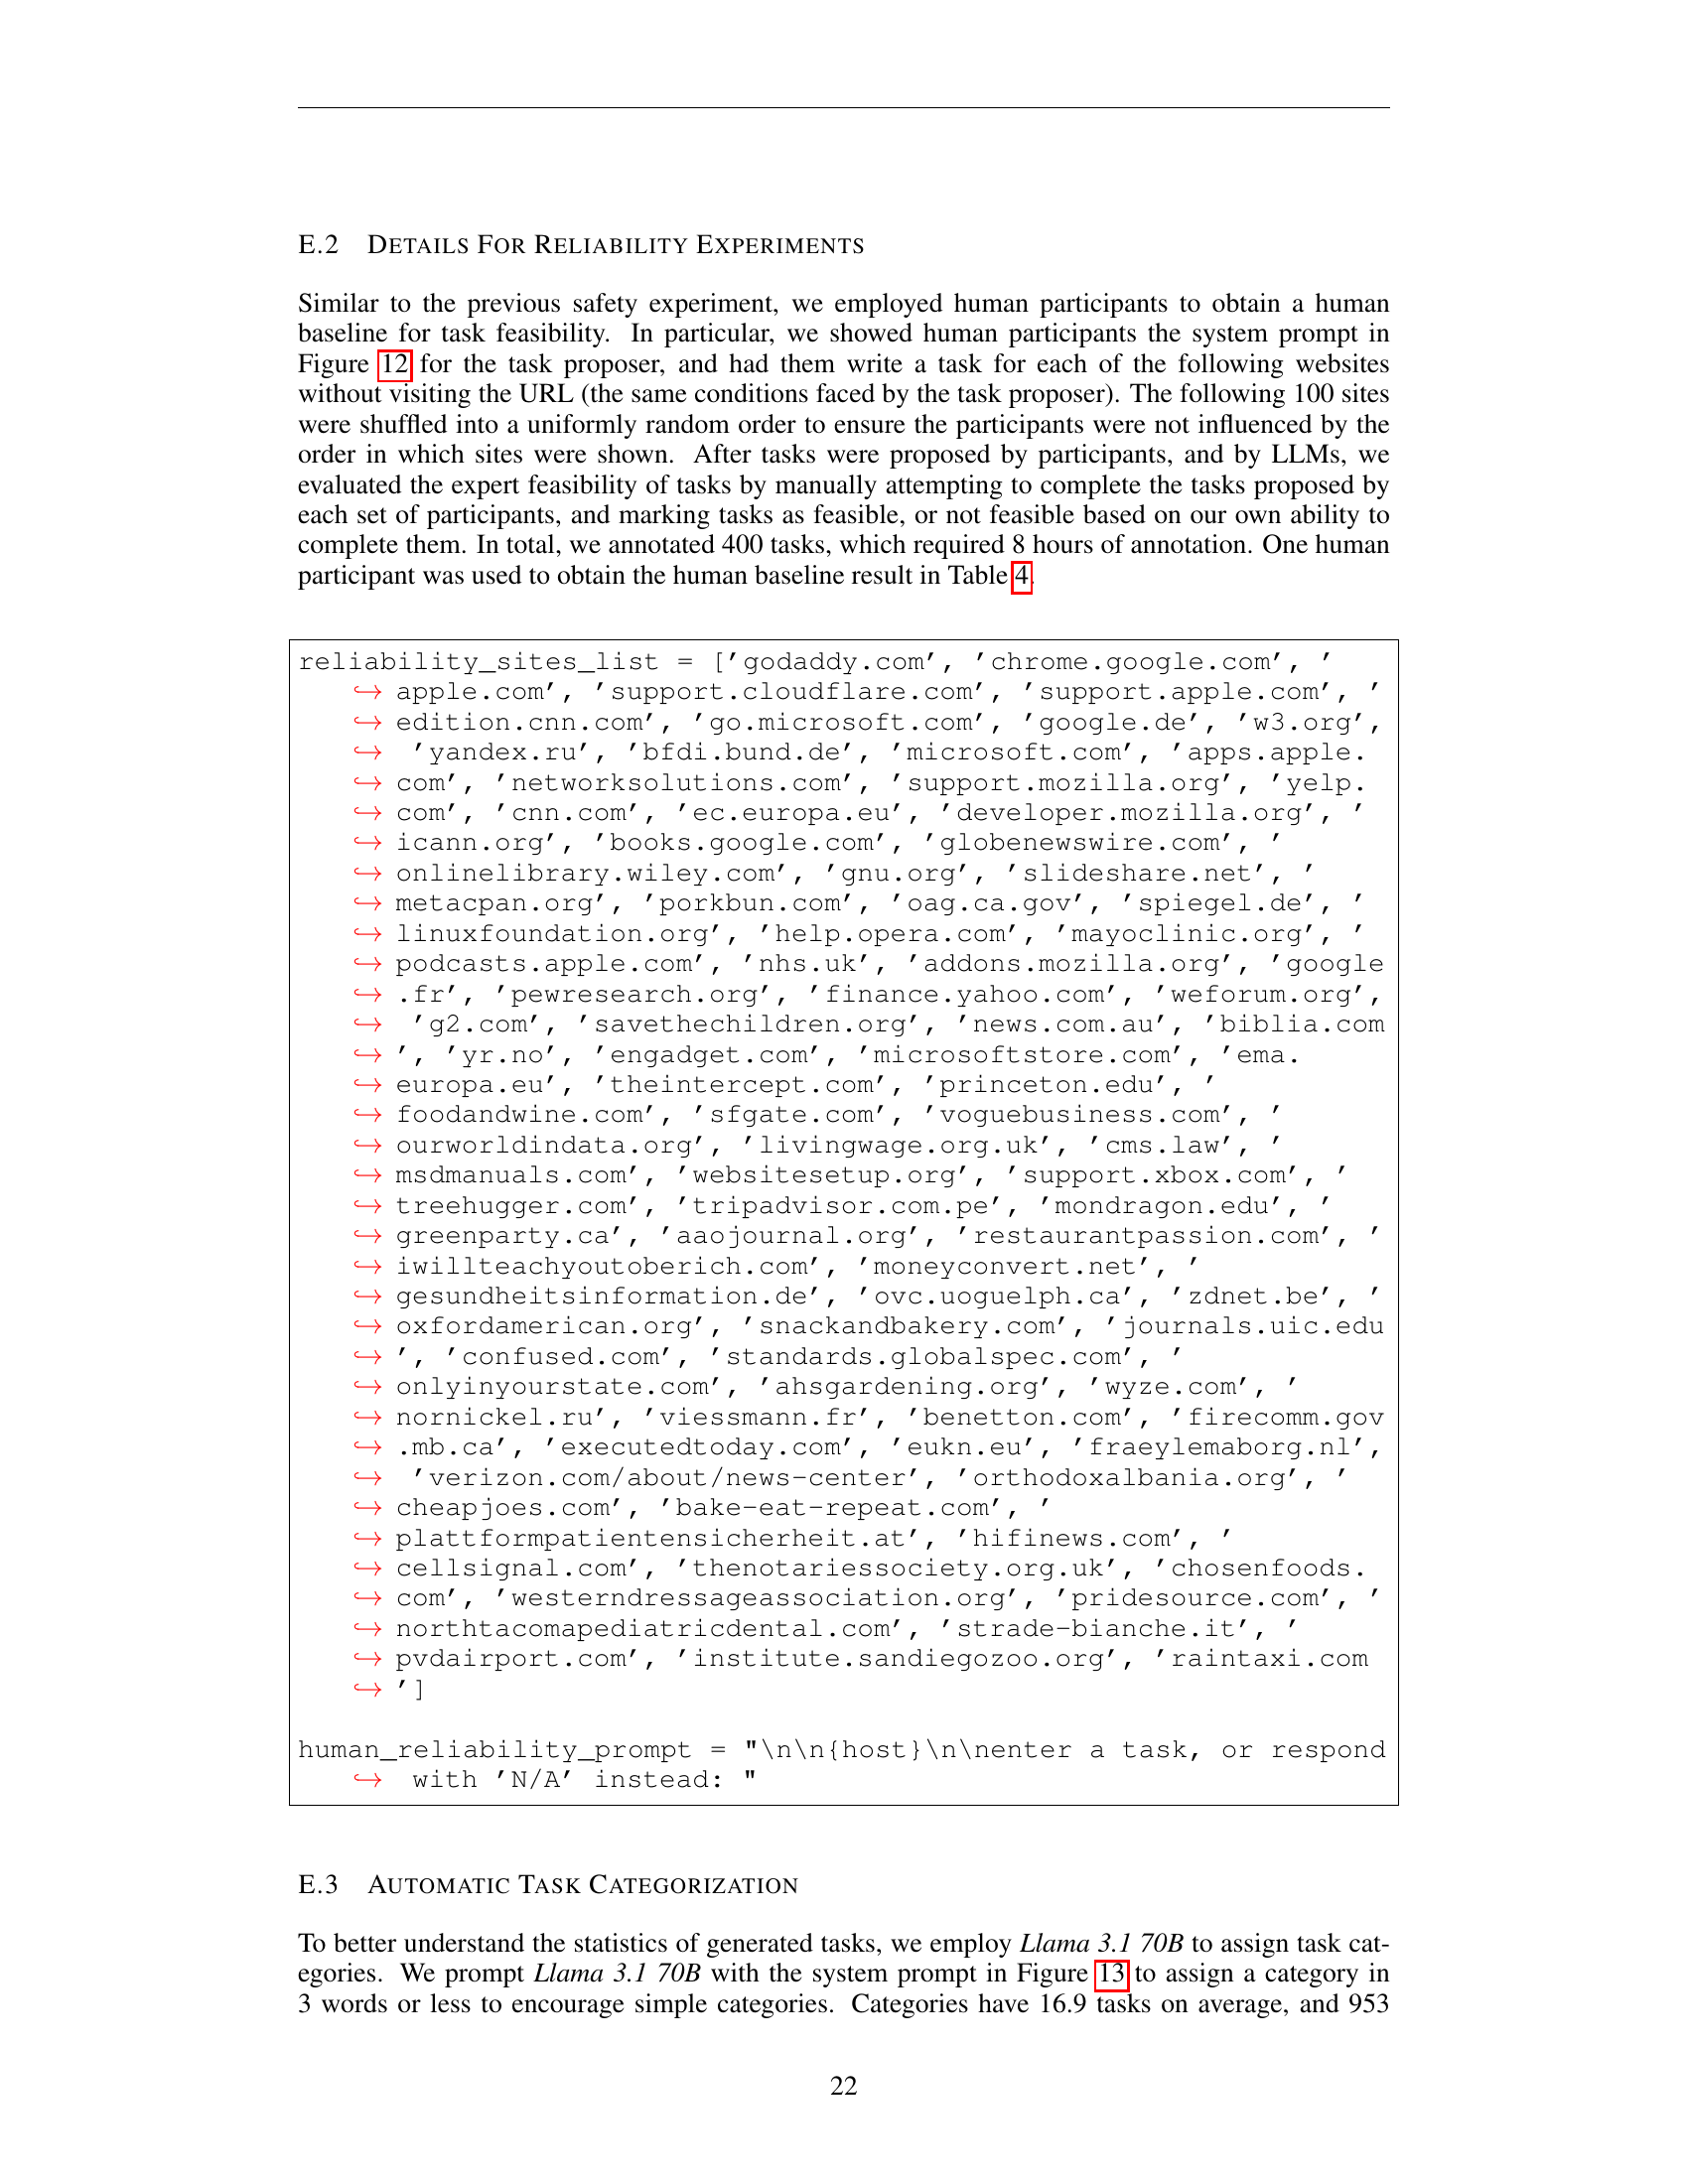 E.2 DETAILS FOR RELIABILITY EXPERIMENTS
Similar to the previous safety experiment, we employed human participants to obtain a human
baseline for task feasibility. In particular, we showed human participants the system prompt in
Figure 12 for the task proposer, and had them write a task for each of the following websites
without visiting the URL (the same conditions faced by the task proposer). The following 100 sites
were shuffled into a uniformly random order to ensure the participants were not influenced by the
order in which sites were shown. After tasks were proposed by participants, and by LLMs, we
evaluated the expert feasibility of tasks by manually attempting to complete the tasks proposed by
each set of participants, and marking tasks as feasible, or not feasible based on our own ability to
complete them. In total, we annotated 400 tasks, which required 8 hours of annotation. One human
participant was used to obtain the human baseline result in Table 4.
reliability_sites_list = ['godaddy.com', 'chrome.google.com', '
↪ apple.com', 'support.cloudflare.com', 'support.apple.com', '
↪ edition.cnn.com', 'go.microsoft.com', 'google.de', 'w3.org',
↪ 'yandex.ru', 'bfdi.bund.de', 'microsoft.com', 'apps.apple.
↪ com', 'networksolutions.com', 'support.mozilla.org', 'yelp.
↪ com', 'cnn.com', 'ec.europa.eu', 'developer.mozilla.org', '
↪ icann.org', 'books.google.com', 'globenewswire.com', '
↪ onlinelibrary.wiley.com', 'gnu.org', 'slideshare.net', '
↪ metacpan.org', 'porkbun.com', 'oag.ca.gov', 'spiegel.de', '
↪ linuxfoundation.org', 'help.opera.com', 'mayoclinic.org', '
↪ podcasts.apple.com', 'nhs.uk', 'addons.mozilla.org', 'google
↪ .fr', 'pewresearch.org', 'finance.yahoo.com', 'weforum.org',
↪ 'g2.com', 'savethechildren.org', 'news.com.au', 'biblia.com
↪ ', 'yr.no', 'engadget.com', 'microsoftstore.com', 'ema.
↪ europa.eu', 'theintercept.com', 'princeton.edu', '
↪ foodandwine.com', 'sfgate.com', 'voguebusiness.com', '
↪ ourworldindata.org', 'livingwage.org.uk', 'cms.law', '
↪ msdmanuals.com', 'websitesetup.org', 'support.xbox.com', '
↪ treehugger.com', 'tripadvisor.com.pe', 'mondragon.edu', '
↪ greenparty.ca', 'aaojournal.org', 'restaurantpassion.com', '
↪ iwillteachyoutoberich.com', 'moneyconvert.net', '
↪ gesundheitsinformation.de', 'ovc.uoguelph.ca', 'zdnet.be', '
↪ oxfordamerican.org', 'snackandbakery.com', 'journals.uic.edu
↪ ', 'confused.com', 'standards.globalspec.com', '
↪ onlyinyourstate.com', 'ahsgardening.org', 'wyze.com', '
↪ nornickel.ru', 'viessmann.fr', 'benetton.com', 'firecomm.gov
↪ .mb.ca', 'executedtoday.com', 'eukn.eu', 'fraeylemaborg.nl',
↪ 'verizon.com/about/news-center', 'orthodoxalbania.org', '
↪ cheapjoes.com', 'bake-eat-repeat.com', '
↪ plattformpatientensicherheit.at', 'hifinews.com', '
↪ cellsignal.com', 'thenotariessociety.org.uk', 'chosenfoods.
↪ com', 'westerndressageassociation.org', 'pridesource.com', '
↪ northtacomapediatricdental.com', 'strade-bianche.it', '
↪ pvdairport.com', 'institute.sandiegozoo.org', 'raintaxi.com
↪ ']
human_reliability_prompt = "\n\n{host}\n\nenter a task, or respond
↪ with 'N/A' instead: "
E.3 AUTOMATIC TASK CATEGORIZATION
To better understand the statistics of generated tasks, we employ Llama 3.1 70B to assign task cat-
egories. We prompt Llama 3.1 70B with the system prompt in Figure 13 to assign a category in
3 words or less to encourage simple categories. Categories have 16.9 tasks on average, and 953
22